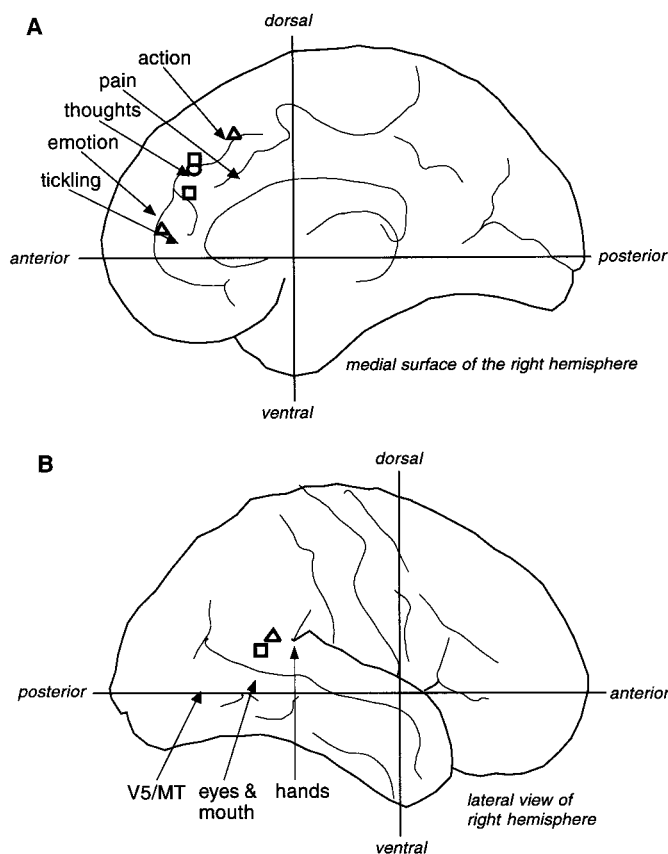 A
dorsal
action
pain
thoughts
emotion
tickling
anterior
posterior
medial surface of the right hemisphere
ventral
B
dorsal
posterior
anterior
V5/MT
eyes &
mouth
hands
lateral view of
right hemisphere
ventral